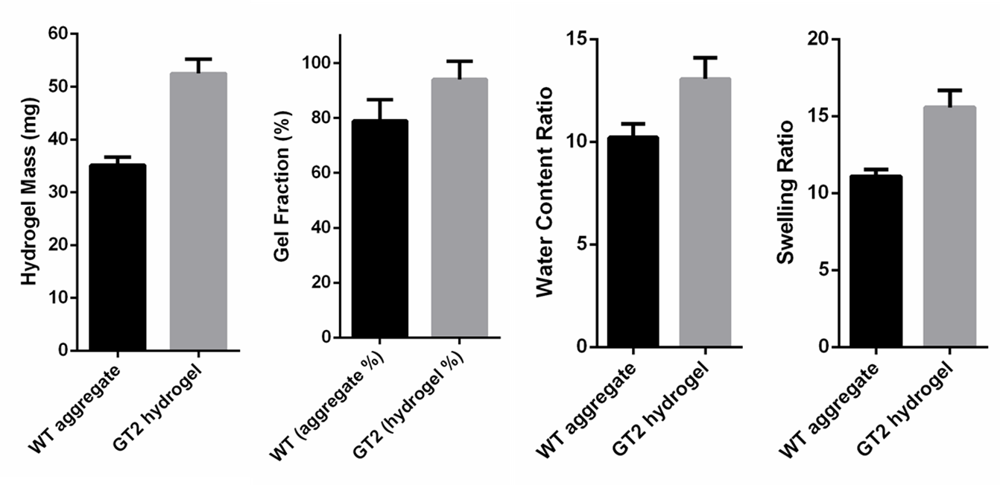 Hydrogel Mass (mg)
60
50
40
30
20
10
0
WT aggregate
GT2 hydrogel
Gel Fraction (%)
100
80
60
40
20
0
WT (aggregate %)
GT2 (hydrogel %)
Water Content Ratio
15
10
5
0
WT aggregate
GT2 hydrogel
Swelling Ratio
20
15
10
5
0
WT aggregate
GT2 hydrogel